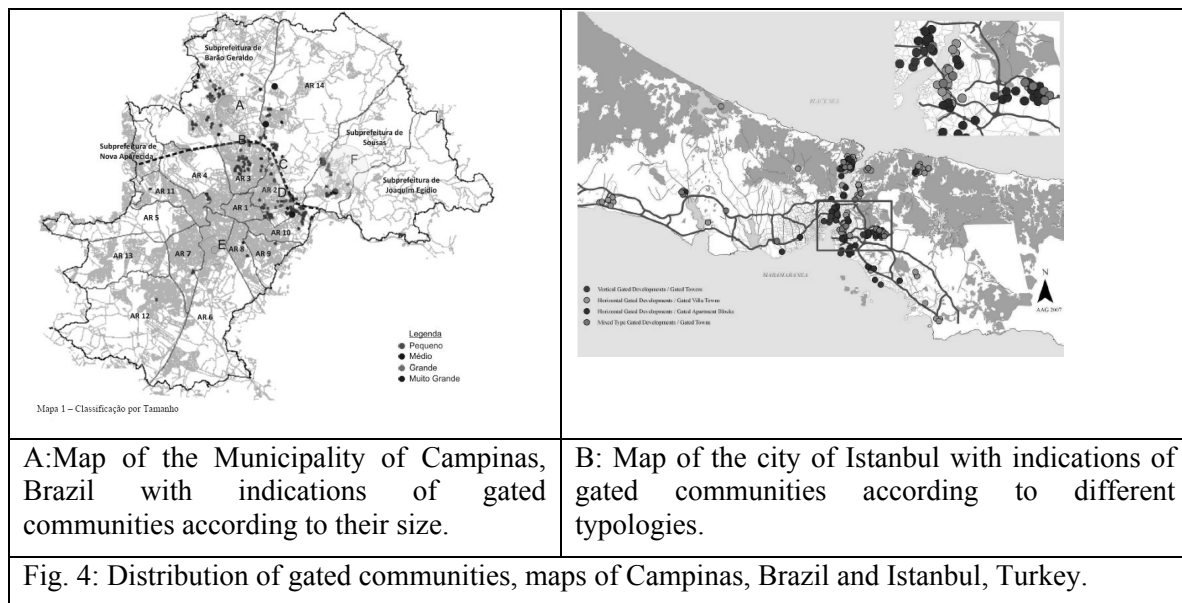 Subprefeitura de
Barão Geraldo
AR 14
A
Subprefeitura de
Sousas
B
Subprefeitura de
Nova Aparecida
C
F
AR 4
AR 3
Subprefeitura de
Joaquim Egídio
AR 11
AR 2
D
AR 1
AR 5
AR 10
E
AR 8
AR 13
AR 7
AR 9
AR 12
AR 6
Legenda
Pequeno
Médio
Grande
Muito Grande
Mapa 1 – Classificação por Tamanho
BLACK SEA
MARMARA SEA
Vertical Gated Developments / Gated Towers
Horizontal Gated Developments / Gated Villa Towns
Horizontal Gated Developments / Gated Apartment Blocks
Mixed Type Gated Developments / Gated Towns
N
AAG 2007
A:Map of the Municipality of Campinas,
Brazil with indications of gated
communities according to their size.
B: Map of the city of Istanbul with indications of
gated communities according to different
typologies.
Fig. 4: Distribution of gated communities, maps of Campinas, Brazil and Istanbul, Turkey.